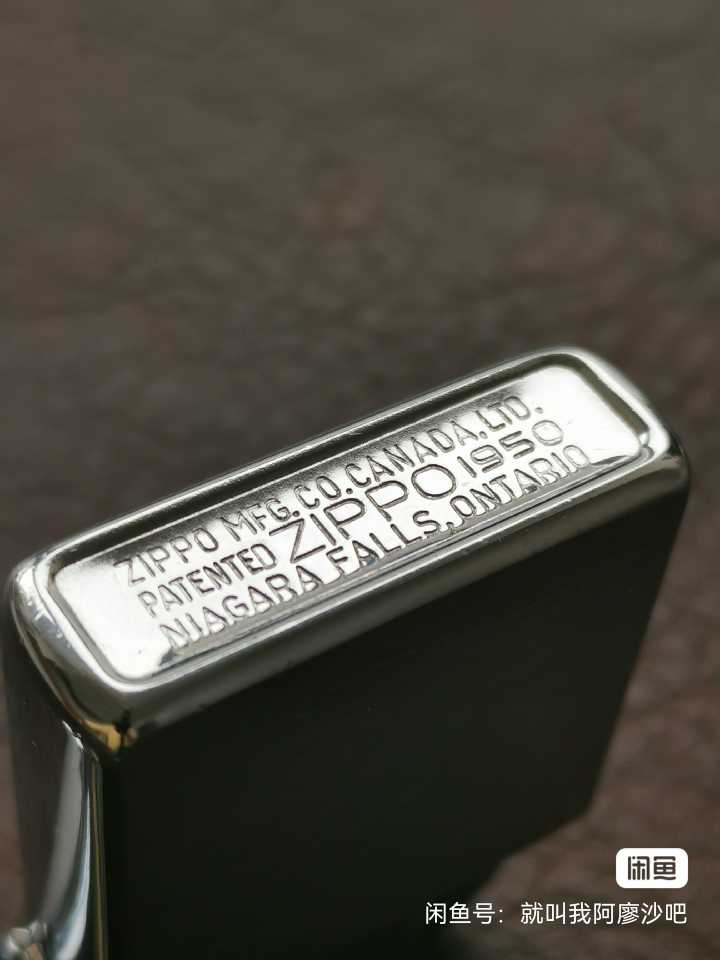 ZIPPO MFG.CO.CANADA.LTD.
PATENTED ZIPPO 1950
NIAGARA FALLS,ONTARIO
闲鱼
闲鱼号：就叫我阿廖沙吧